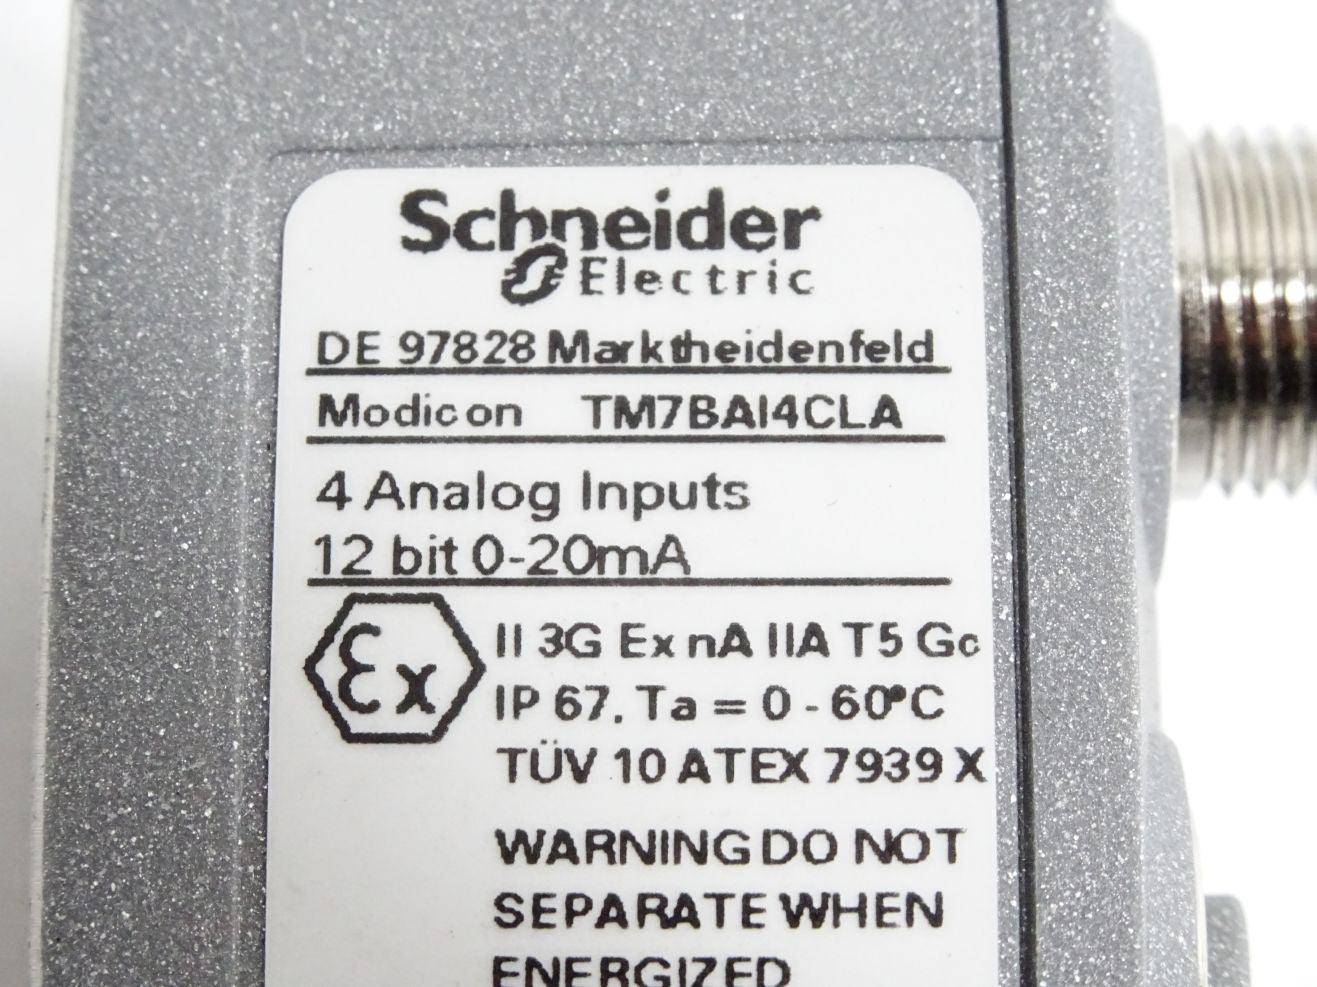 Schneider
Electric
DE 97828 Marktheidenfeld
Modicon TM7BAI4CLA
4 Analog Inputs
12 bit 0-20mA
Ex
II 3G Ex nA IIA T5 Gc
IP 67, Ta = 0 - 60°C
TÜV 10 ATEX 7939 X
WARNING DO NOT
SEPARATE WHEN
ENERGIZED